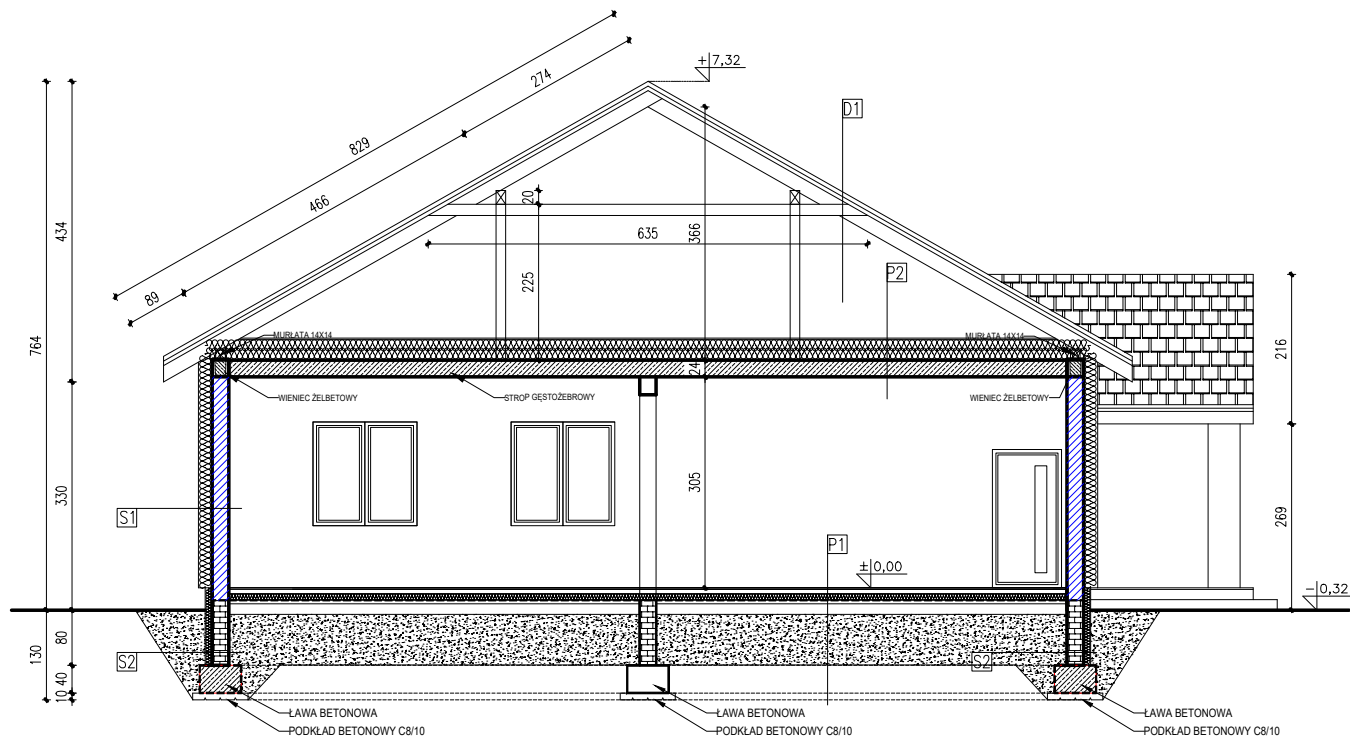 +7,32
D1
829
274
466
89
434
764
330
130
80
40
10
20
635
366
225
P2
216
MURŁATA 14X14
MURŁATA 14X14
24
WIENIEC ŻELBETOWY
STROP GĘSTOŻEBROWY
WIENIEC ŻELBETOWY
S1
305
269
P1
±0,00
-0,32
S2
S2
ŁAWA BETONOWA
PODKŁAD BETONOWY C8/10
ŁAWA BETONOWA
PODKŁAD BETONOWY C8/10
ŁAWA BETONOWA
PODKŁAD BETONOWY C8/10